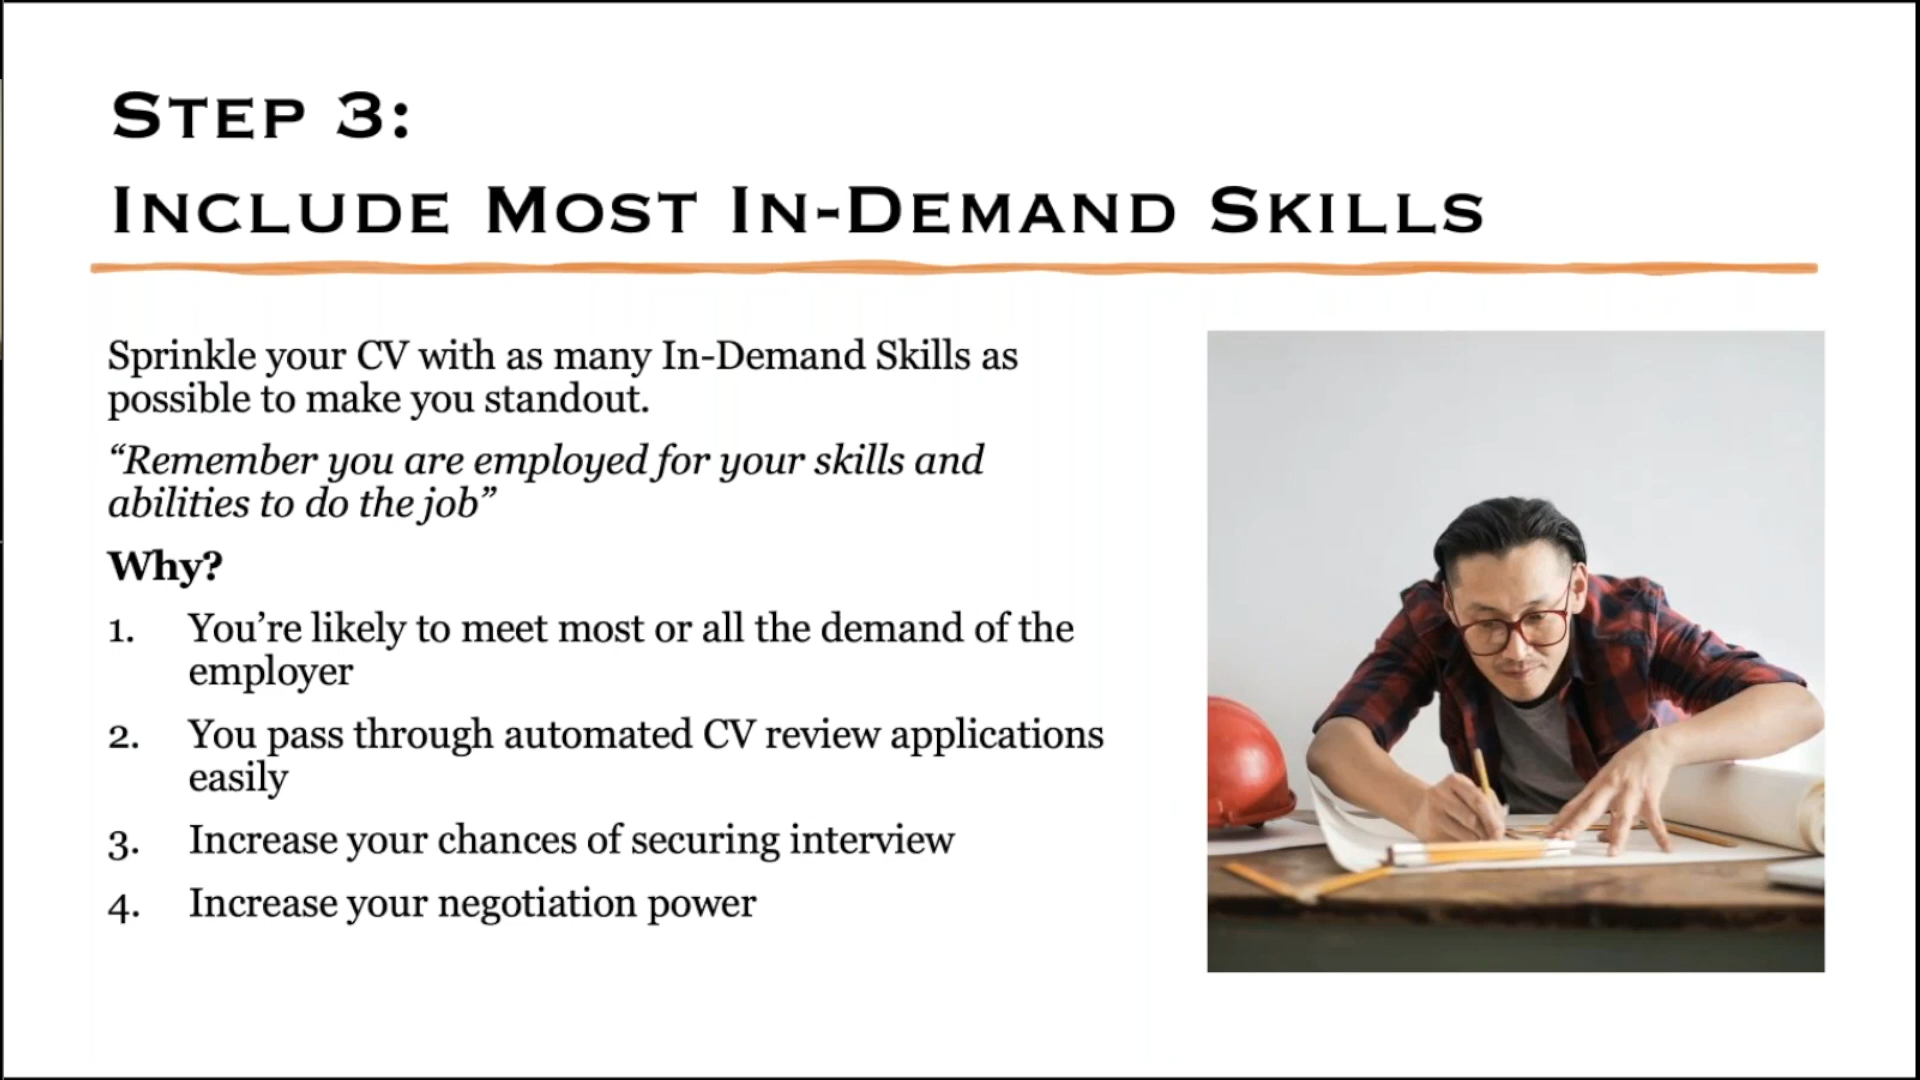 STEP 3:
INCLUDE MOST IN-DEMAND SKILLS
Sprinkle your CV with as many In-Demand Skills as
possible to make you standout.
“Remember you are employed for your skills and
abilities to do the job”
Why?
1. You’re likely to meet most or all the demand of the
employer
2. You pass through automated CV review applications
easily
3. Increase your chances of securing interview
4. Increase your negotiation power